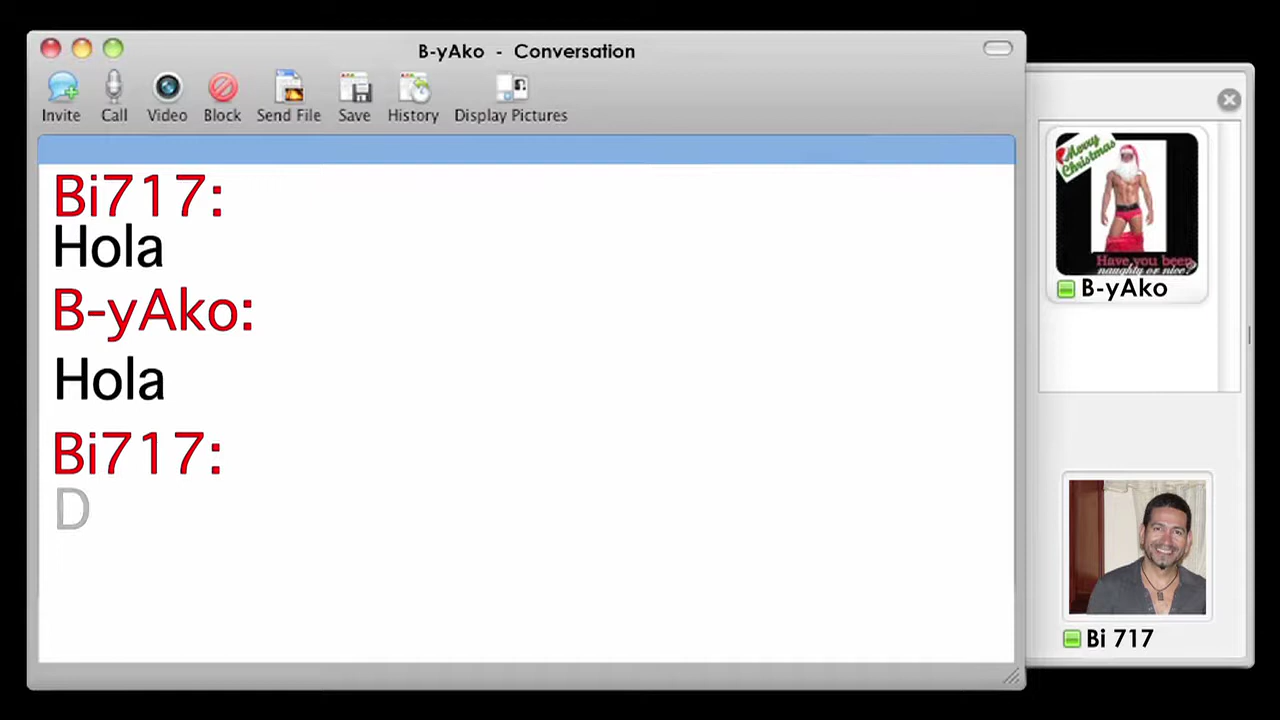 B-yAko - Conversation
Invite
Call
Video
Block
Send File
Save
History
Display Pictures
Bi717:
Hola
B-yAko:
Hola
Bi717:
D
Merry
Christmas
Have you been
naughty or nice?
B-yAko
Bi 717